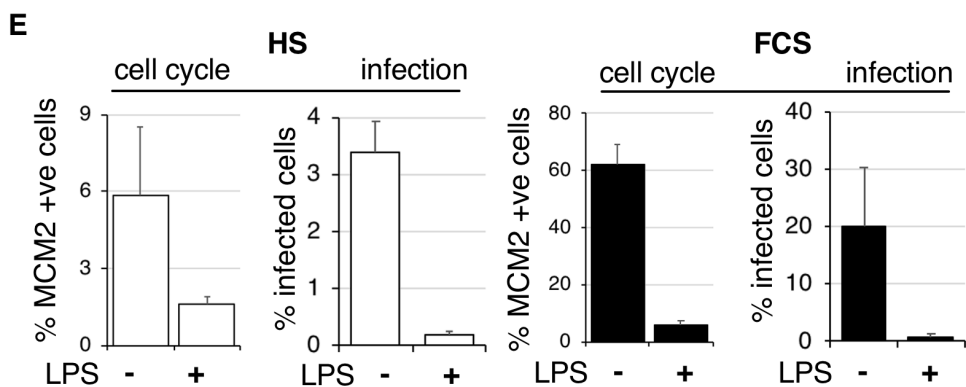 E
HS
FCS
cell cycle
infection
cell cycle
infection
% MCM2 +ve cells
9
6
3
0
% infected cells
4
3
2
1
0
% MCM2 +ve cells
80
60
40
20
0
% infected cells
40
30
20
10
0
LPS - +
LPS - +
LPS - +
LPS - +